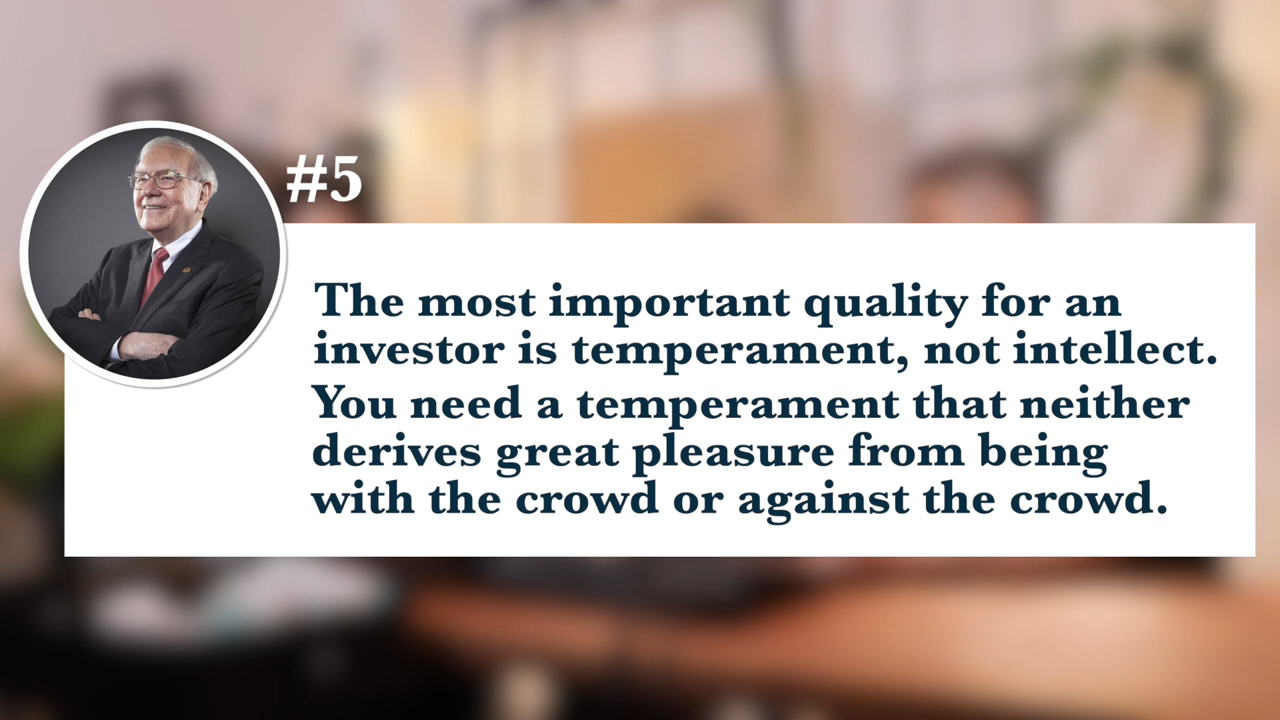 #5
The most important quality for an
investor is temperament, not intellect.
You need a temperament that neither
derives great pleasure from being
with the crowd or against the crowd.